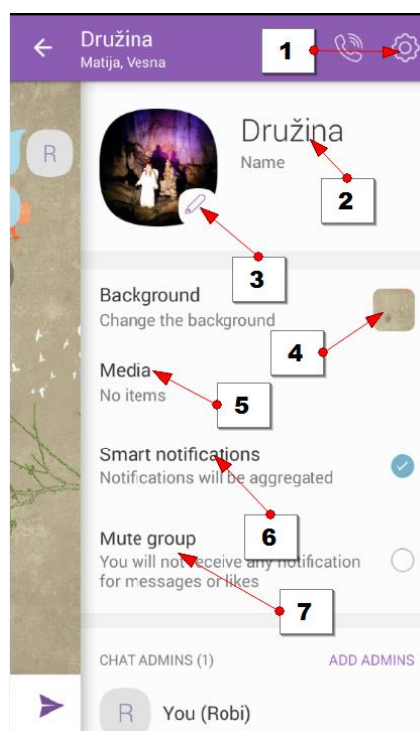 Družina
Matija, Vesna
1
R
Družina
Name
2
3
Background
Change the background
4
Media
No items
5
Smart notifications
Notifications will be aggregated
6
Mute group
You will not receive any notification
for messages or likes
7
CHAT ADMINS (1) ADD ADMINS
R You (Robi)